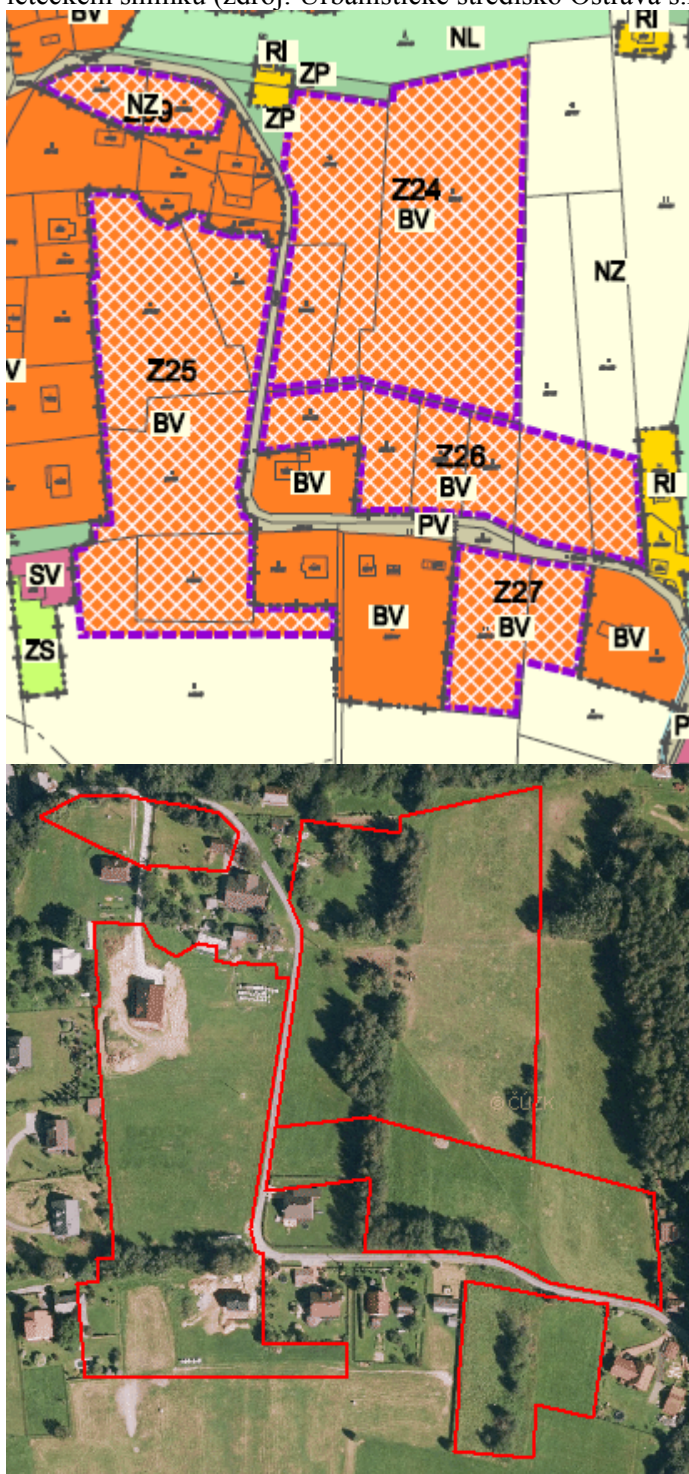 leteckém snímku (zdroj: Urbanistické středisko Ostrava s.r
BV
RI
ZP
NL
RI
NZ
ZP
Z24
BV
NZ
Z25
BV
V
Z26
BV
BV
RI
PV
SV
Z27
BV
BV
BV
ZS
P
© ČÚZK